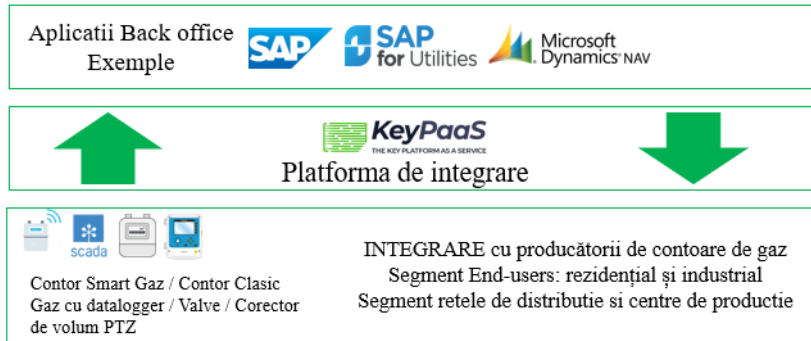 Aplicatii Back office
Exemple
SAP
SAP
for Utilities
Microsoft
Dynamics NAV
KeyPaaS
THE KEY PLATFORM AS A SERVICE
Platforma de integrare
scada
Contor Smart Gaz / Contor Clasic
Gaz cu datalogger / Valve / Corector
de volum PTZ
INTEGRARE cu producătorii de contoare de gaz
Segment End-users: rezidențial și industrial
Segment retele de distributie si centre de productie